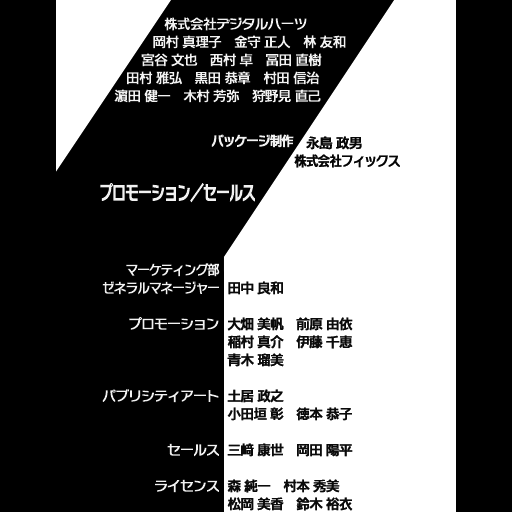 株式会社デジタルハーツ
岡村 真理子　金守 正人　林 友和
宮谷 文也　西村 卓　冨田 直樹
田村 雅弘　黒田 恭章　村田 信治
濵田 健一　木村 芳弥　狩野見 直己
パッケージ制作　永島 政男
株式会社フィックス
プロモーション／セールス
マーケティング部
ゼネラルマネージャー　田中 良和
プロモーション　大畑 美帆　前原 由依
稲村 真介　伊藤 千恵
青木 瑠美
パブリシティアート　土居 政之
小田垣 彰　徳本 恭子
セールス　三﨑 康世　岡田 陽平
ライセンス　森 純一　村本 秀美
松岡 美香　鈴木 裕衣